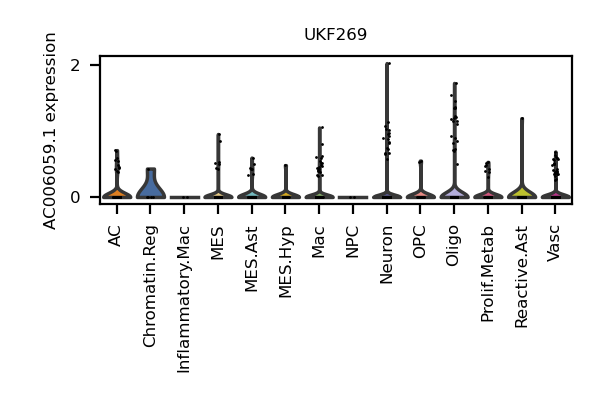 UKF269
AC006059.1 expression
2
0
AC
Chromatin.Reg
Inflammatory.Mac
MES
MES.Ast
MES.Hyp
Mac
NPC
Neuron
OPC
Oligo
Prolif.Metab
Reactive.Ast
Vasc